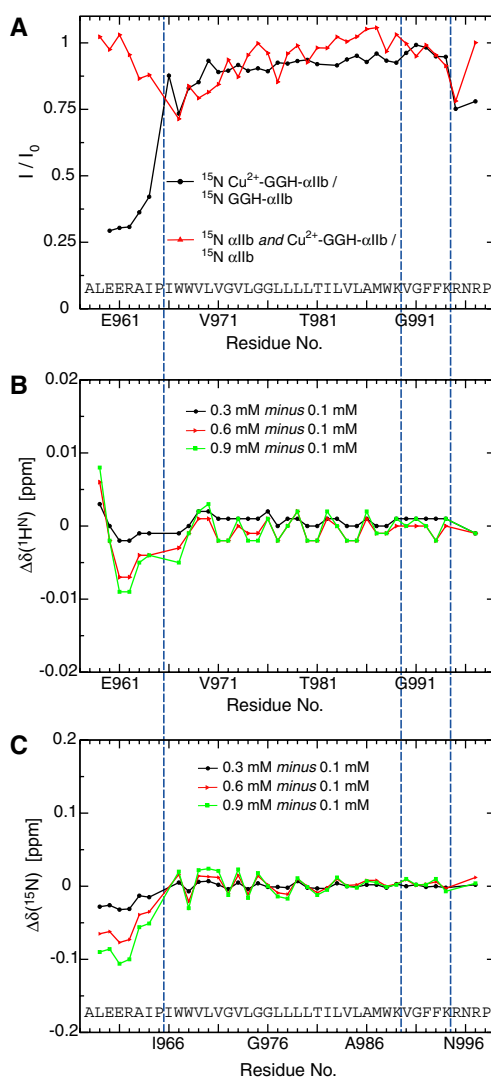 A
1
0.75
0.5
0.25
0
I / I₀
¹⁵N Cu²⁺-GGH-αIIb /
¹⁵N GGH-αIIb
¹⁵N αIIb and Cu²⁺-GGH-αIIb /
¹⁵N αIIb
ALEERAIPIWWVLVGVLGGLLLLTILVLAMWKVGFFKRNRP
E961 V971 T981 G991
Residue No.
B
0.02
0.01
0
-0.01
-0.02
Δδ(¹Hᴺ) [ppm]
0.3 mM minus 0.1 mM
0.6 mM minus 0.1 mM
0.9 mM minus 0.1 mM
E961 V971 T981 G991
Residue No.
C
0.2
0.1
0
-0.1
-0.2
Δδ(¹⁵N) [ppm]
0.3 mM minus 0.1 mM
0.6 mM minus 0.1 mM
0.9 mM minus 0.1 mM
ALEERAIPIWWVLVGVLGGLLLLTILVLAMWKVGFFKRNRP
I966 G976 A986 N996
Residue No.